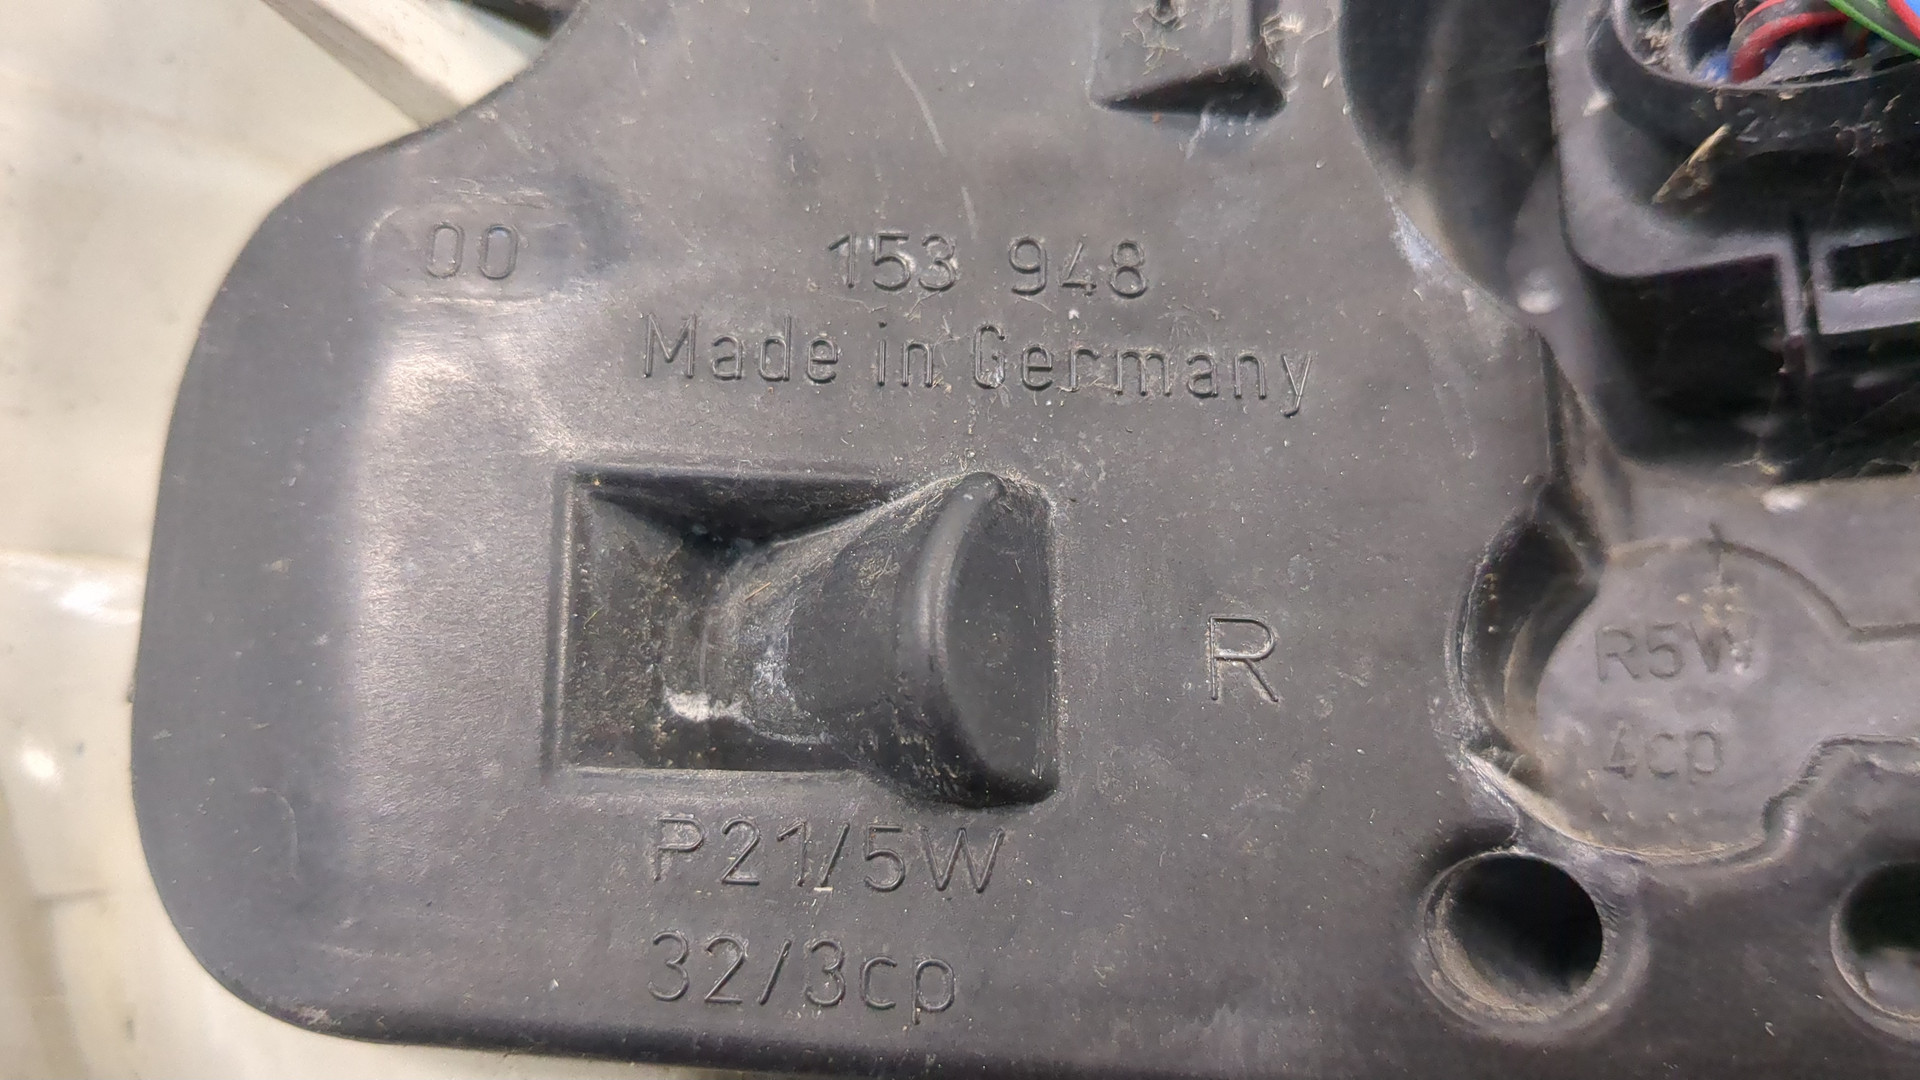 00
153 948
Made in Germany
R
R5W
4cp
P21/5W
32/3cp